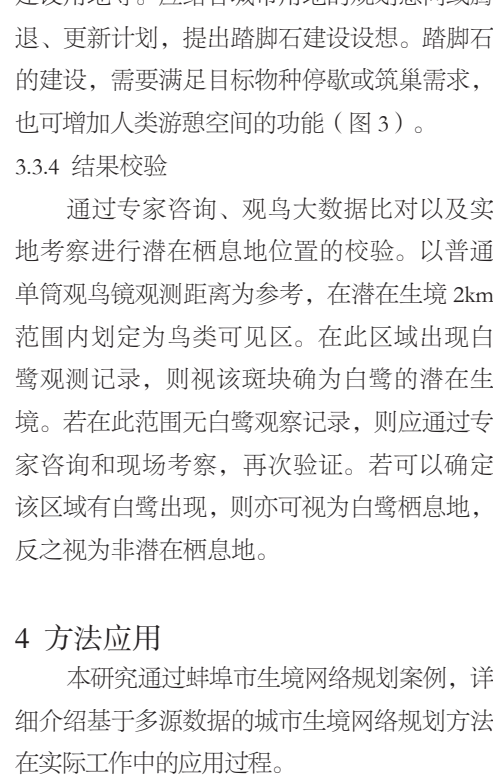 建设用地等。应结合城市用地的规划意向或腾
退、更新计划，提出踏脚石建设设想。踏脚石
的建设，需要满足目标物种停歇或筑巢需求，
也可增加人类游憩空间的功能（图 3）。
3.3.4 结果校验
通过专家咨询、观鸟大数据比对以及实
地考察进行潜在栖息地位置的校验。以普通
单筒观鸟镜观测距离为参考，在潜在生境 2km
范围内划定为鸟类可见区。在此区域出现白
鹭观测记录，则视该斑块确为白鹭的潜在生
境。若在此范围无白鹭观察记录，则应通过专
家咨询和现场考察，再次验证。若可以确定
该区域有白鹭出现，则亦可视为白鹭栖息地，
反之视为非潜在栖息地。
4 方法应用
本研究通过蚌埠市生境网络规划案例，详
细介绍基于多源数据的城市生境网络规划方法
在实际工作中的应用过程。